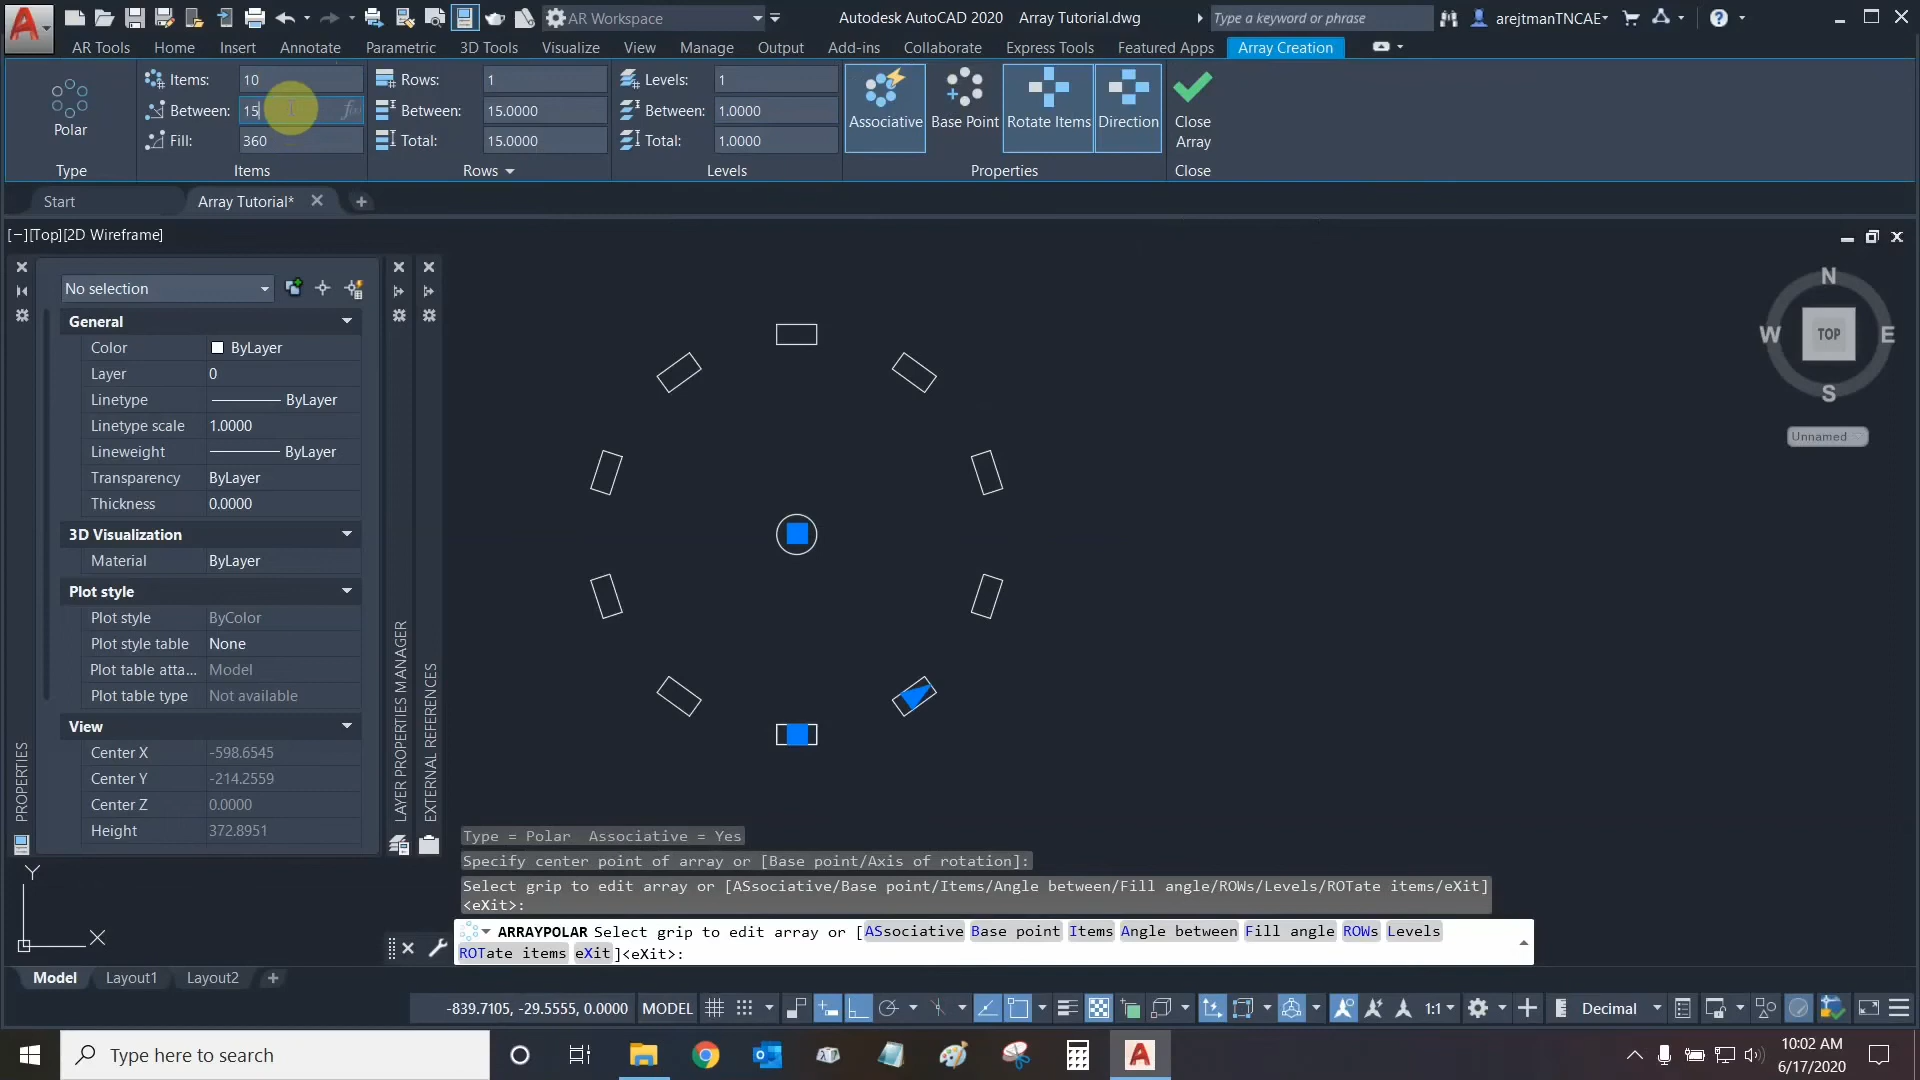 AR Workspace
Autodesk AutoCAD 2020 Array Tutorial.dwg
Type a keyword or phrase
arejtmanTNCAE
AR Tools Home Insert Annotate Parametric 3D Tools Visualize View Manage Output Add-ins Collaborate Express Tools Featured Apps Array Creation
Polar
Type
Items: 10
Between: 15
Fill: 360
Items
Rows: 1
Between: 15.0000
Total: 15.0000
Rows
Levels: 1
Between: 1.0000
Total: 1.0000
Levels
Associative Base Point Rotate Items Direction
Properties
Close
Array
Close
Start Array Tutorial*
[−][Top][2D Wireframe]
No selection
General
Color ByLayer
Layer 0
Linetype ByLayer
Linetype scale 1.0000
Lineweight ByLayer
Transparency ByLayer
Thickness 0.0000
3D Visualization
Material ByLayer
Plot style
Plot style ByColor
Plot style table None
Plot table atta... Model
Plot table type Not available
View
Center X -598.6545
Center Y -214.2559
Center Z 0.0000
Height 372.8951
PROPERTIES
LAYER PROPERTIES MANAGER
EXTERNAL REFERENCES
N
W TOP E
S
Unnamed
Y
X
Type = Polar Associative = Yes
Specify center point of array or [Base point/Axis of rotation]:
Select grip to edit array or [ASsociative/Base point/Items/Angle between/Fill angle/ROWs/Levels/ROTate items/eXit]
<eXit>:
ARRAYPOLAR Select grip to edit array or [ASsociative Base point Items Angle between Fill angle ROWs Levels
ROTate items eXit]<eXit>:
Model Layout1 Layout2
-839.7105, -29.5555, 0.0000 MODEL 1:1 Decimal
Type here to search
10:02 AM
6/17/2020